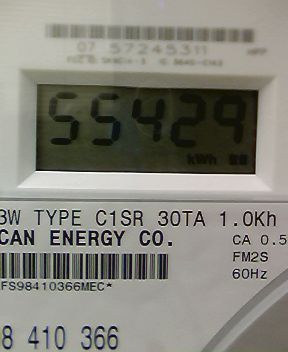 07 57245311
55429
kWh
3W TYPE C1SR 30TA 1.0Kh
CAN ENERGY CO.
CA 0.5
FM2S
60Hz
FS98410366MEC*
8 410 366